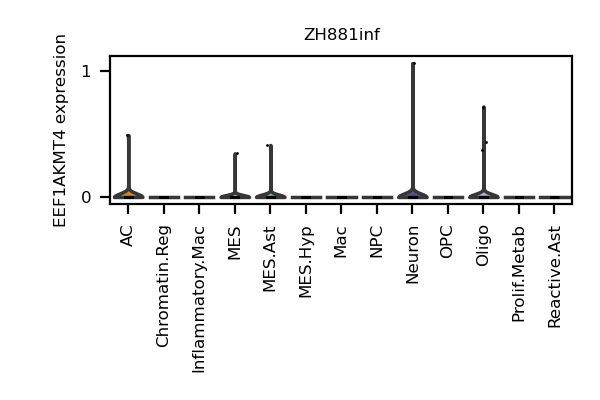 ZH881inf
EEF1AKMT4 expression
1
0
AC
Chromatin.Reg
Inflammatory.Mac
MES
MES.Ast
MES.Hyp
Mac
NPC
Neuron
OPC
Oligo
Prolif.Metab
Reactive.Ast